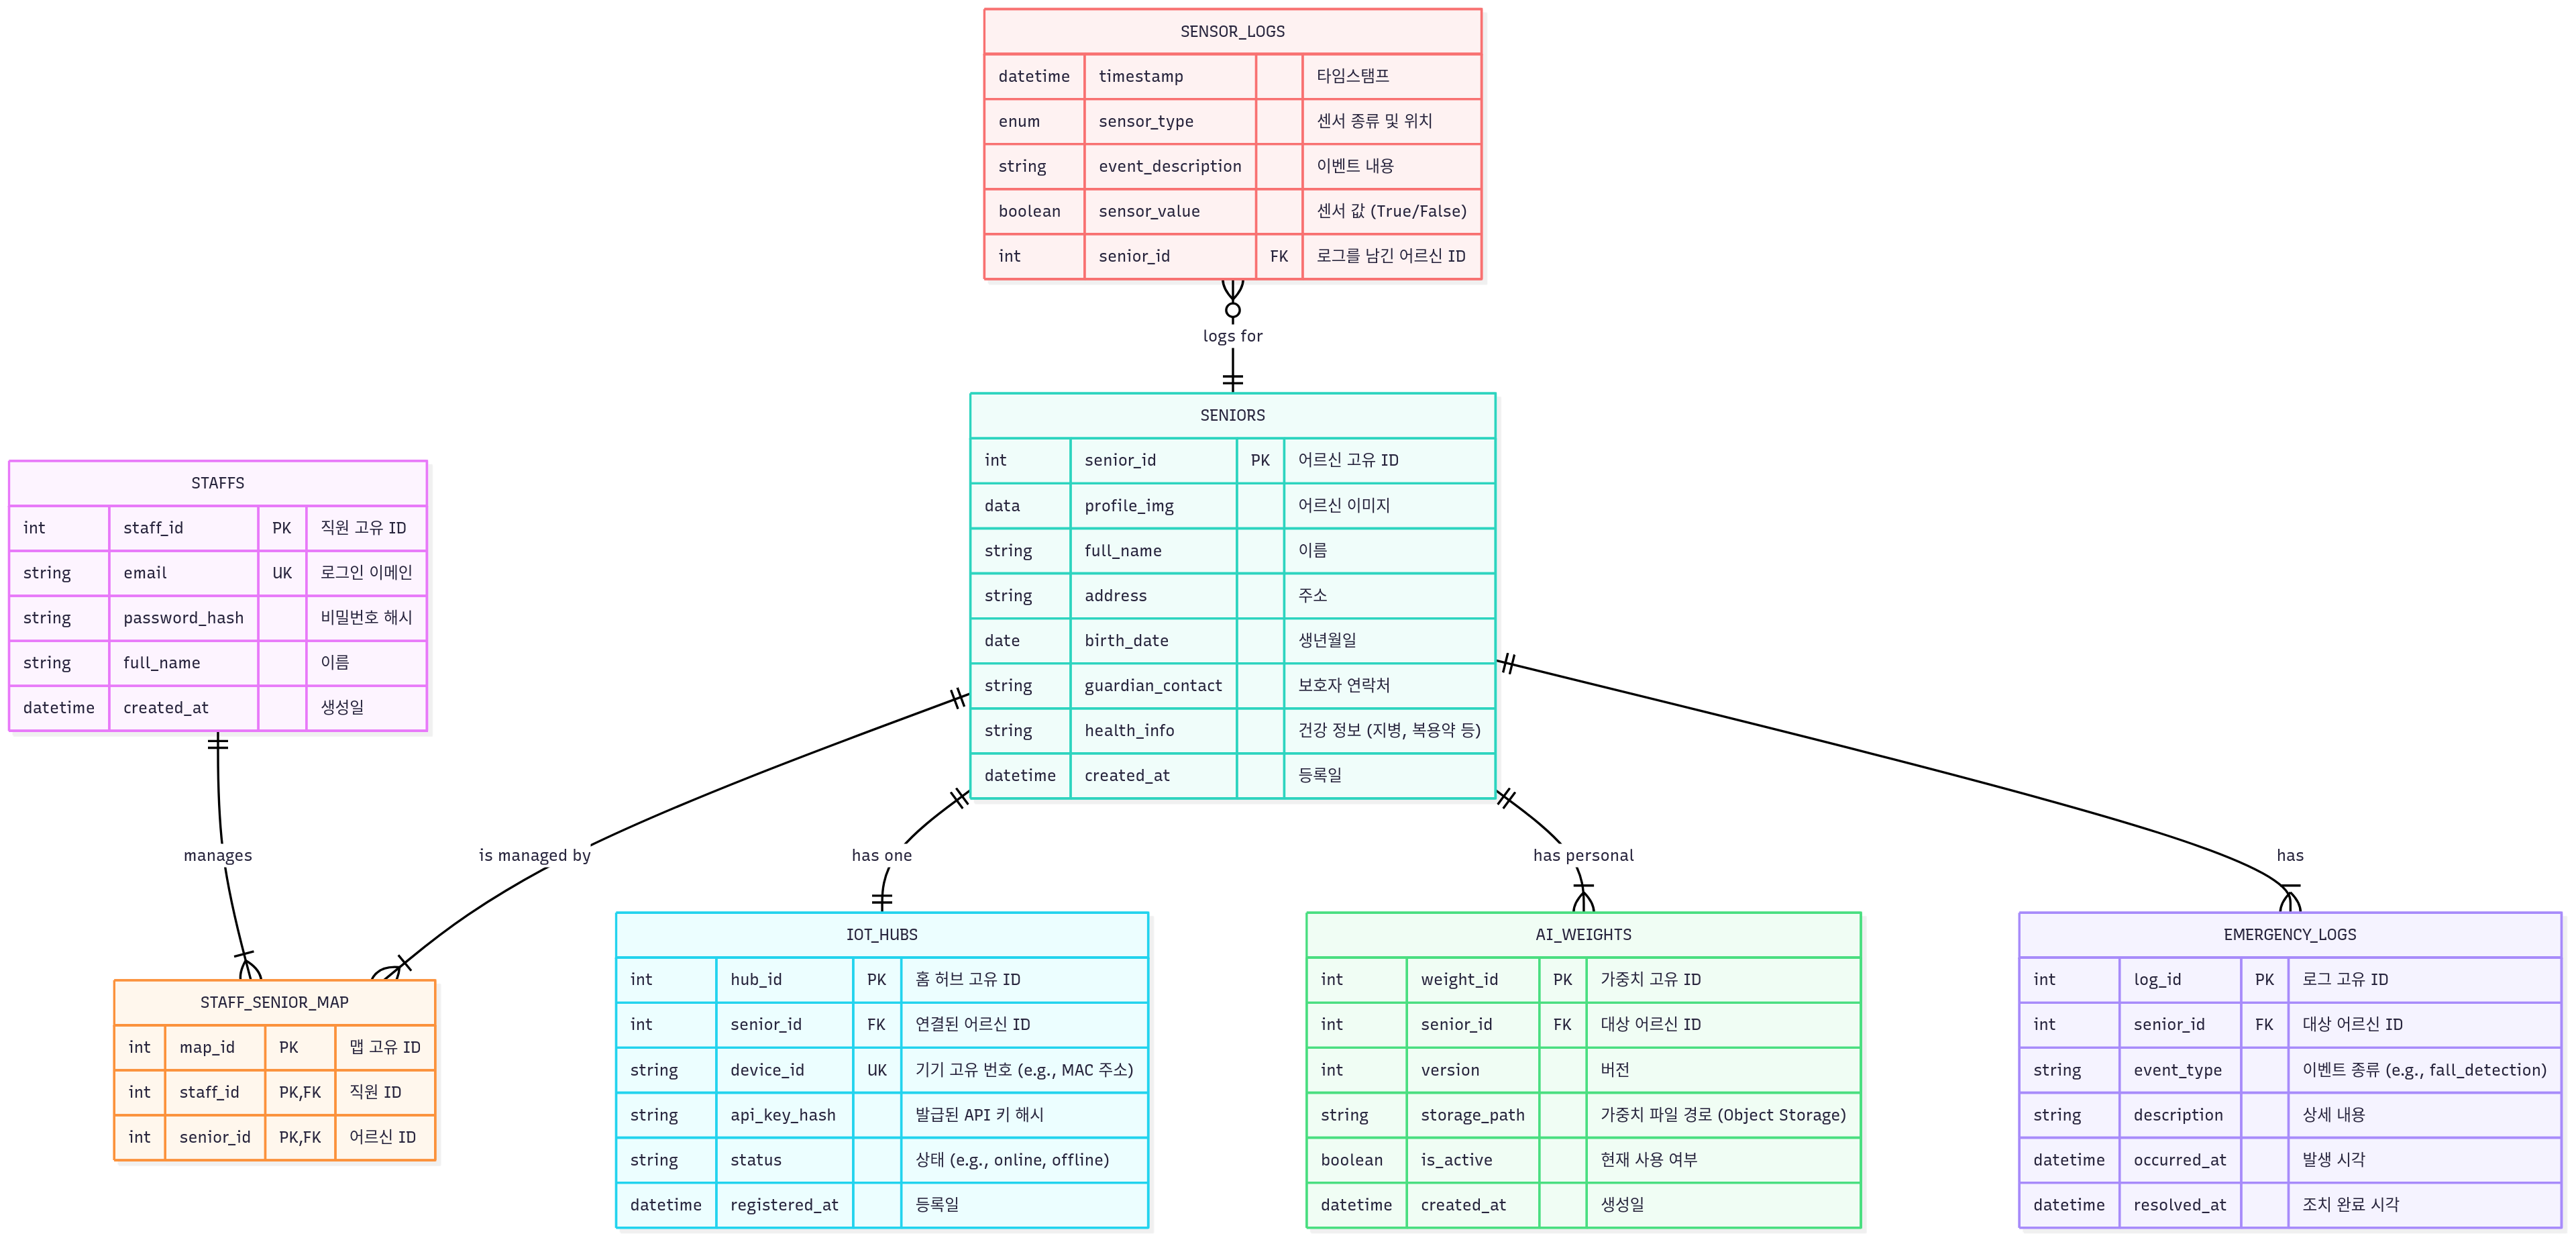 SENSOR_LOGS
datetime timestamp 타임스탬프
enum sensor_type 센서 종류 및 위치
string event_description 이벤트 내용
boolean sensor_value 센서 값 (True/False)
int senior_id FK 로그를 남긴 어르신 ID
logs for
SENIORS
int senior_id PK 어르신 고유 ID
data profile_img 어르신 이미지
string full_name 이름
string address 주소
date birth_date 생년월일
string guardian_contact 보호자 연락처
string health_info 건강 정보 (지병, 복용약 등)
datetime created_at 등록일
STAFFS
int staff_id PK 직원 고유 ID
string email UK 로그인 이메인
string password_hash 비밀번호 해시
string full_name 이름
datetime created_at 생성일
manages
is managed by
has one
has personal
has
STAFF_SENIOR_MAP
int map_id PK 맵 고유 ID
int staff_id PK,FK 직원 ID
int senior_id PK,FK 어르신 ID
IOT_HUBS
int hub_id PK 홈 허브 고유 ID
int senior_id FK 연결된 어르신 ID
string device_id UK 기기 고유 번호 (e.g., MAC 주소)
string api_key_hash 발급된 API 키 해시
string status 상태 (e.g., online, offline)
datetime registered_at 등록일
AI_WEIGHTS
int weight_id PK 가중치 고유 ID
int senior_id FK 대상 어르신 ID
int version 버전
string storage_path 가중치 파일 경로 (Object Storage)
boolean is_active 현재 사용 여부
datetime created_at 생성일
EMERGENCY_LOGS
int log_id PK 로그 고유 ID
int senior_id FK 대상 어르신 ID
string event_type 이벤트 종류 (e.g., fall_detection)
string description 상세 내용
datetime occurred_at 발생 시각
datetime resolved_at 조치 완료 시각